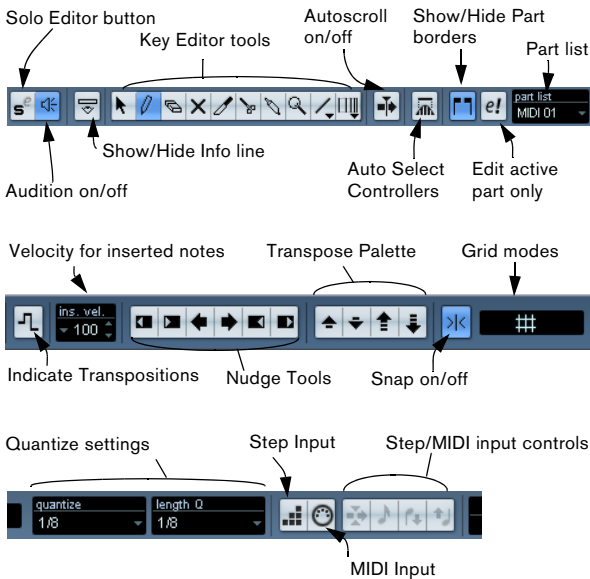 Solo Editor button
Key Editor tools
Autoscroll
on/off
Show/Hide Part
borders
Part list
s e
part list
MIDI 01
e!
Show/Hide Info line
Audition on/off
Auto Select
Controllers
Edit active
part only
Velocity for inserted notes
Transpose Palette
Grid modes
ins. vel.
100
Indicate Transpositions
Nudge Tools
Snap on/off
Quantize settings
Step Input
Step/MIDI input controls
quantize
1/8
length Q
1/8
MIDI Input